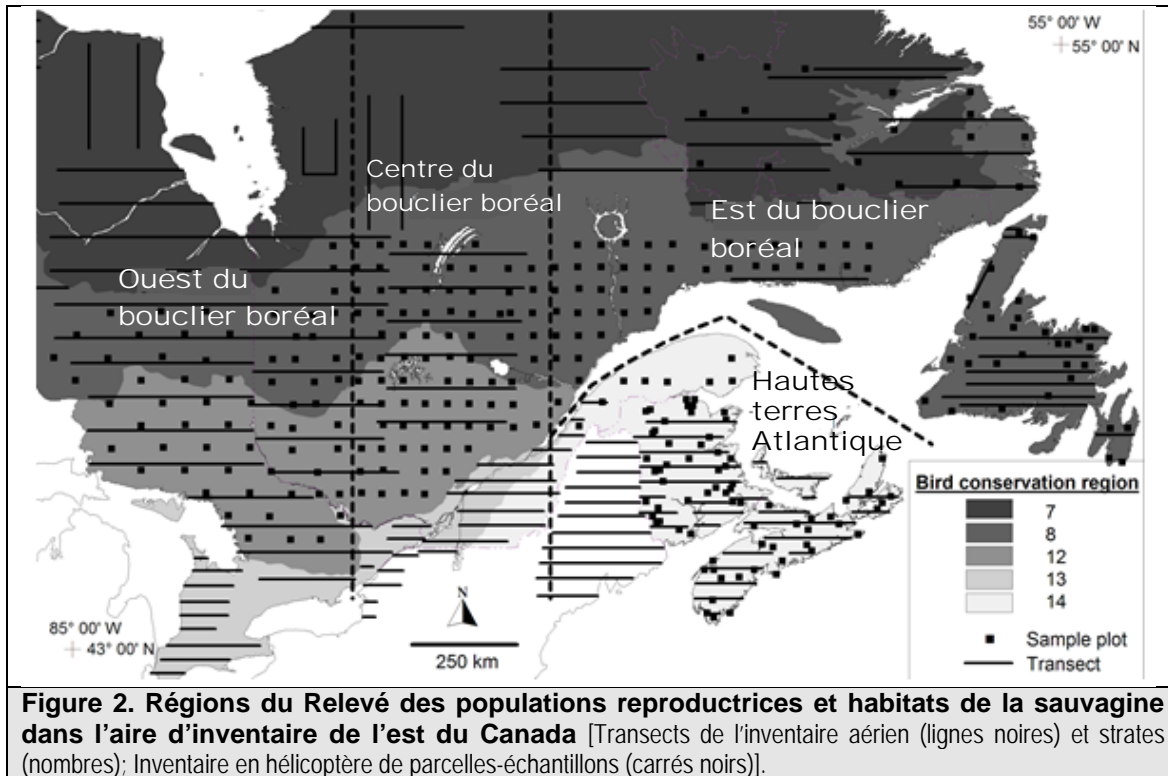 55° 00' W
55° 00' N
Centre du
bouclier boréal
Est du bouclier
boréal
Ouest du
bouclier boréal
Hautes
terres
Atlantique
Bird conservation region
7
8
12
13
14
Sample plot
Transect
N
250 km
85° 00' W
43° 00' N
Figure 2. Régions du Relevé des populations reproductrices et habitats de la sauvagine
dans l’aire d’inventaire de l’est du Canada [Transects de l’inventaire aérien (lignes noires) et strates
(nombres); Inventaire en hélicoptère de parcelles-échantillons (carrés noirs)].